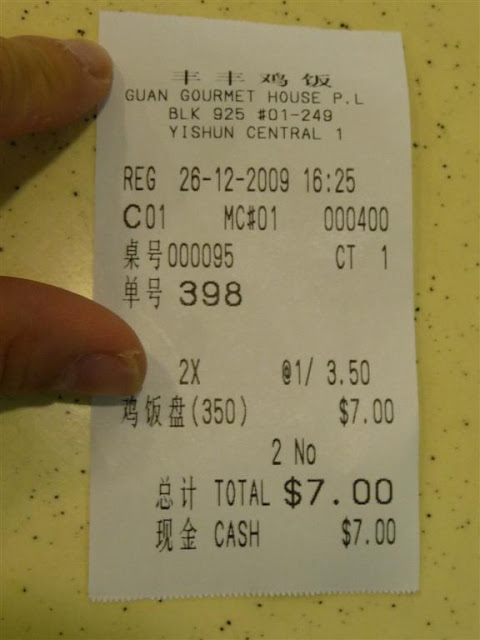 丰丰鸡饭
GUAN GOURMET HOUSE P.L
BLK 925 #01-249
YISHUN CENTRAL 1
REG 26-12-2009 16:25
C01 MC#01 000400
桌号000095 CT 1
单号 398
2X @1/ 3.50
鸡饭盘(350) $7.00
2 No
总计 TOTAL $7.00
现金 CASH $7.00